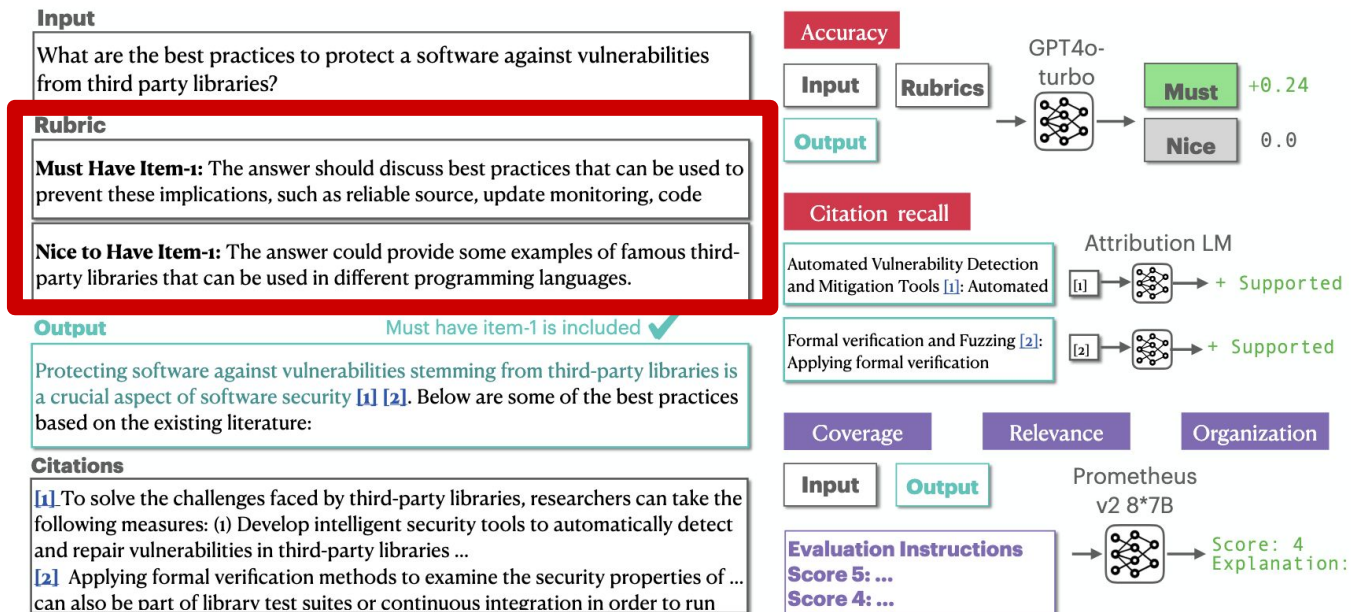 Input
What are the best practices to protect a software against vulnerabilities
from third party libraries?
Rubric
Must Have Item-1: The answer should discuss best practices that can be used to
prevent these implications, such as reliable source, update monitoring, code
Nice to Have Item-1: The answer could provide some examples of famous third-
party libraries that can be used in different programming languages.
Output
Must have item-1 is included ✓
Protecting software against vulnerabilities stemming from third-party libraries is
a crucial aspect of software security [1] [2]. Below are some of the best practices
based on the existing literature:
Citations
[1] To solve the challenges faced by third-party libraries, researchers can take the
following measures: (1) Develop intelligent security tools to automatically detect
and repair vulnerabilities in third-party libraries ...
[2] Applying formal verification methods to examine the security properties of ...
can also be part of library test suites or continuous integration in order to run
Accuracy
Input
Rubrics
Output
GPT4o-
turbo
Must
+0.24
Nice
0.0
Citation recall
Attribution LM
Automated Vulnerability Detection
and Mitigation Tools [1]: Automated
[1]
+ Supported
Formal verification and Fuzzing [2]:
Applying formal verification
[2]
+ Supported
Coverage
Relevance
Organization
Input
Output
Prometheus
v2 8*7B
Evaluation Instructions
Score 5: ...
Score 4: ...
Score: 4
Explanation: